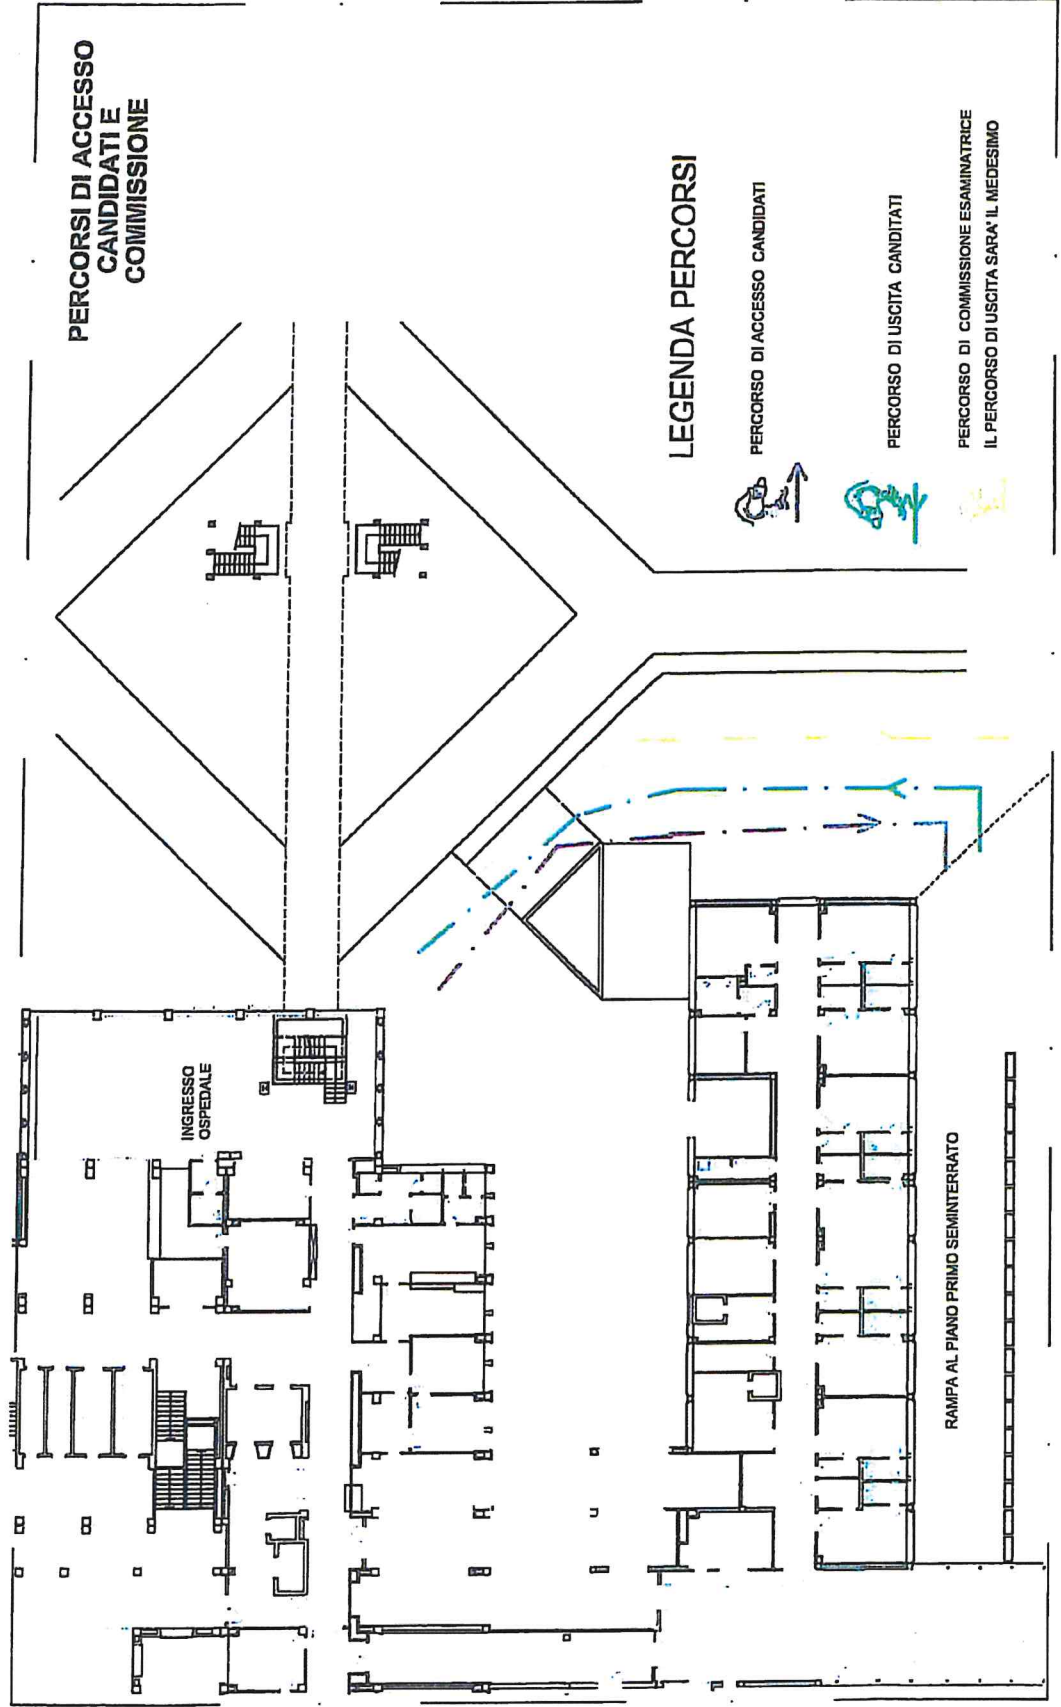 PERCORSI DI ACCESSO
CANDIDATI E
COMMISSIONE
INGRESSO
OSPEDALE
LEGENDA PERCORSI
PERCORSO DI ACCESSO CANDIDATI
PERCORSO DI USCITA CANDITATI
PERCORSO DI COMMISSIONE ESAMINATRICE
IL PERCORSO DI USCITA SARA' IL MEDESIMO
RAMPA AL PIANO PRIMO SEMINTERRATO